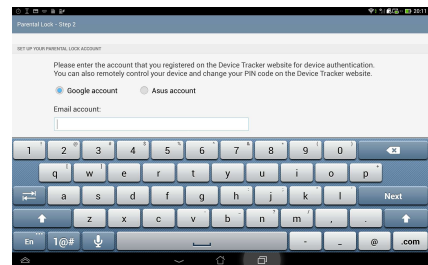 20:11
Parental Lock - Step 2
SET UP YOUR PARENTAL LOCK ACCOUNT
Please enter the account that you registered on the Device Tracker website for device authentication.
You can also remotely control your device and change your PIN code on the Device Tracker website.
Google account Asus account
Email account:
1 2 @ 3 # 4 $ 5 % 6 ^ 7 & 8 * 9 ( 0 )
q [ w ] e r t y u i o p +
a s d f g h : j ; k ' l Next
z x c v b n ? m / , .
En 1@# - _ @ .com